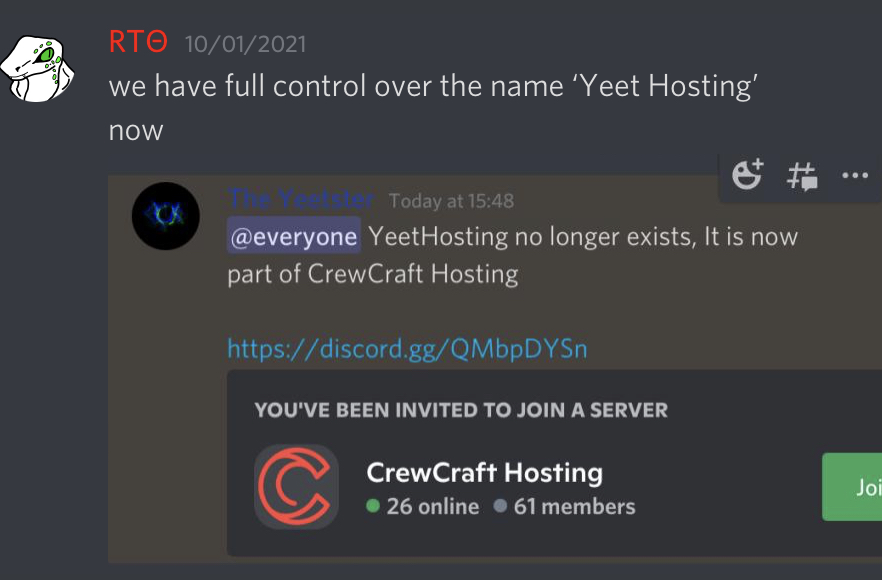 RTΘ 10/01/2021
we have full control over the name ‘Yeet Hosting’
now
The Yeetster Today at 15:48
@everyone YeetHosting no longer exists, It is now
part of CrewCraft Hosting
https://discord.gg/QMbpDYSn
YOU'VE BEEN INVITED TO JOIN A SERVER
CrewCraft Hosting
26 online 61 members
Joi